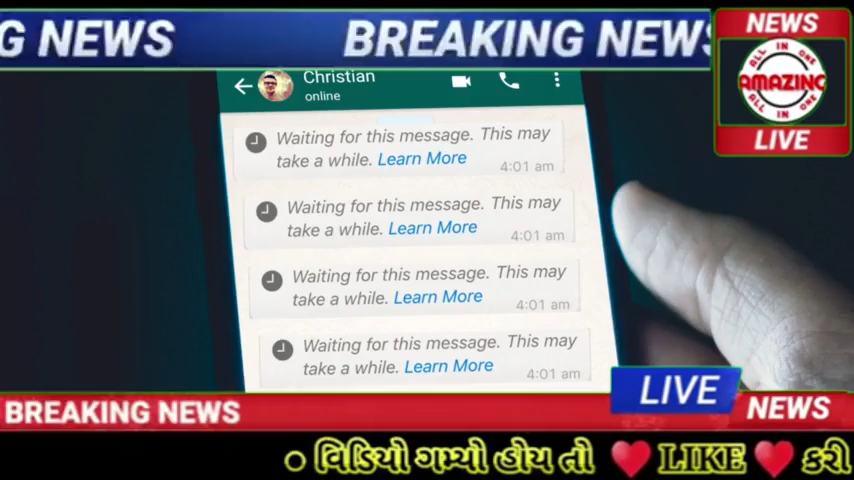 G NEWS BREAKING NEWS
NEWS
ALL IN ONE
AMAZING
ALL IN ONE
LIVE
Christian
online
Waiting for this message. This may
take a while. Learn More
4:01 am
Waiting for this message. This may
take a while. Learn More
4:01 am
Waiting for this message. This may
take a while. Learn More
4:01 am
Waiting for this message. This may
take a while. Learn More
4:01 am
LIVE
BREAKING NEWS
NEWS
વિડિયો ગમ્યો હોય તો ❤️ LIKE ❤️ કરી